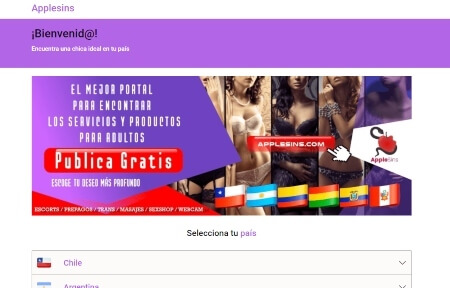 Applesins
¡Bienvenid@!
Encuentra una chica ideal en tu país
EL MEJOR PORTAL
PARA ENCONTRAR
LOS SERVICIOS Y PRODUCTOS
PARA ADULTOS
Publica Gratis
ESCOGE TU DESEO MÁS PROFUNDO
ESCORTS / PREPAGOS / TRANS / MASAJES / SEXSHOP / WEBCAM
APPLESINS.COM
Applesins
Selecciona tu país
Chile
Argentina